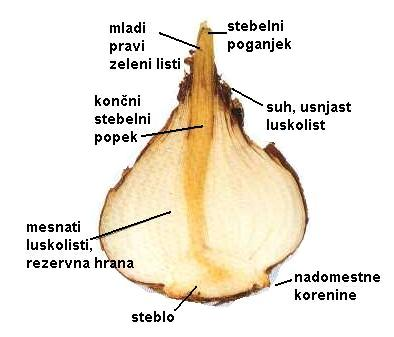 mladi
pravi
zeleni listi
stebelni
poganjek
končni
stebelni
popek
suh, usnjast
luskolist
mesnati
luskolisti,
rezervna hrana
nadomestne
korenine
steblo